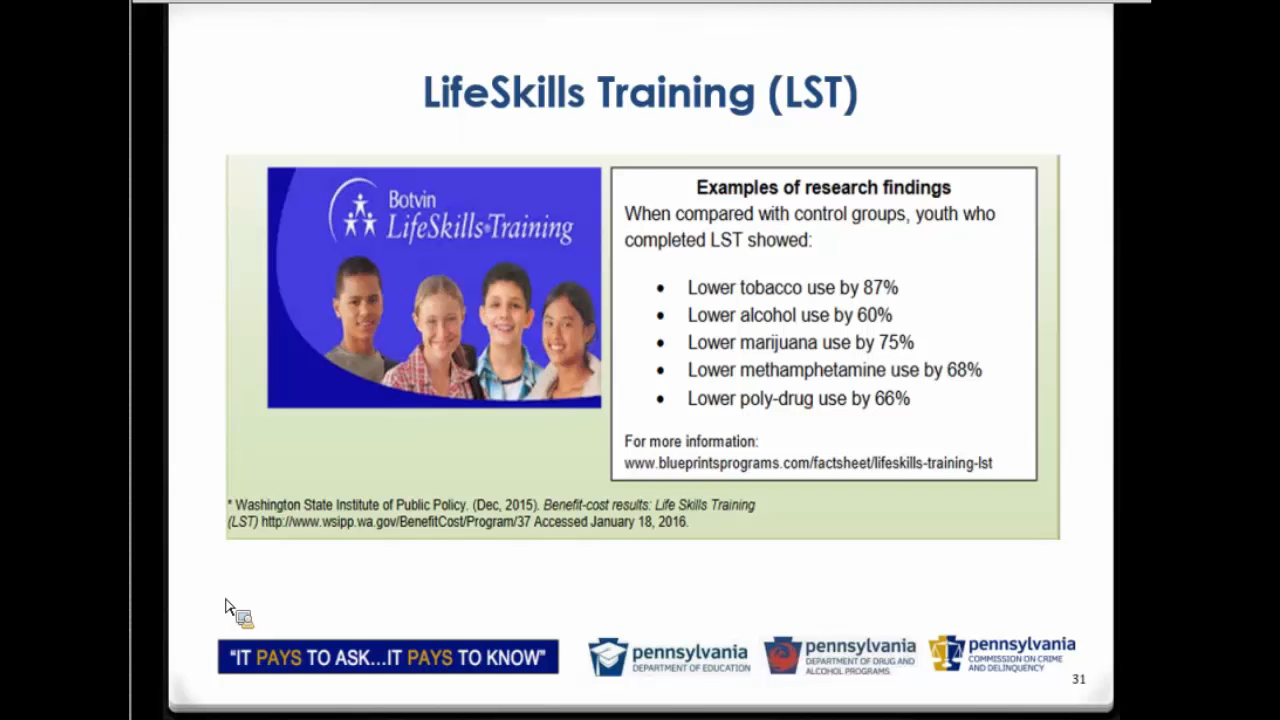 LifeSkills Training (LST)
Botvin
LifeSkills®Training
Examples of research findings
When compared with control groups, youth who
completed LST showed:
• Lower tobacco use by 87%
• Lower alcohol use by 60%
• Lower marijuana use by 75%
• Lower methamphetamine use by 68%
• Lower poly-drug use by 66%
For more information:
www.blueprintsprograms.com/factsheet/lifeskills-training-lst
* Washington State Institute of Public Policy. (Dec, 2015). Benefit-cost results: Life Skills Training
(LST) http://www.wsipp.wa.gov/BenefitCost/Program/37 Accessed January 18, 2016.
“IT PAYS TO ASK...IT PAYS TO KNOW”
pennsylvania
DEPARTMENT OF EDUCATION
pennsylvania
DEPARTMENT OF DRUG AND
ALCOHOL PROGRAMS
pennsylvania
COMMISSION ON CRIME
AND DELINQUENCY
31